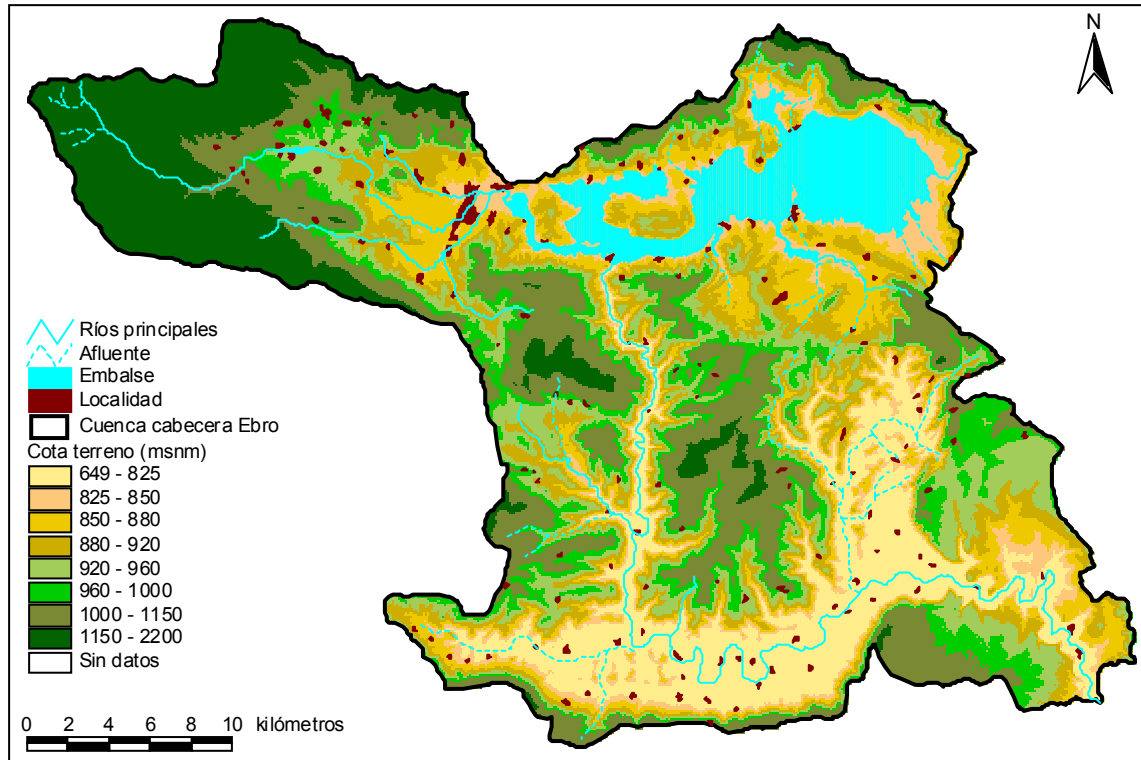 N
Ríos principales
Afluente
Embalse
Localidad
Cuenca cabecera Ebro
Cota terreno (msnm)
649 - 825
825 - 850
850 - 880
880 - 920
920 - 960
960 - 1000
1000 - 1150
1150 - 2200
Sin datos
0 2 4 6 8 10 kilómetros